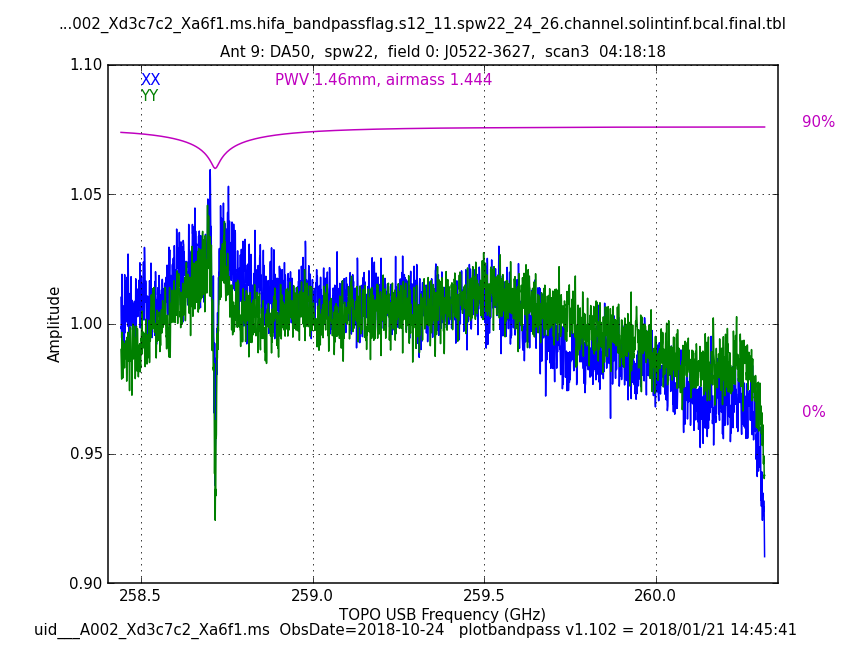 ...002_Xd3c7c2_Xa6f1.ms.hifa_bandpassflag.s12_11.spw22_24_26.channel.solintinf.bcal.final.tbl
Ant 9: DA50,  spw22,  field 0: J0522-3627,  scan3  04:18:18
XX
PWV 1.46mm, airmass 1.444
YY
90%
0%
Amplitude
1.10
1.05
1.00
0.95
0.90
258.5
259.0
259.5
260.0
TOPO USB Frequency (GHz)
uid___A002_Xd3c7c2_Xa6f1.ms  ObsDate=2018-10-24   plotbandpass v1.102 = 2018/01/21 14:45:41